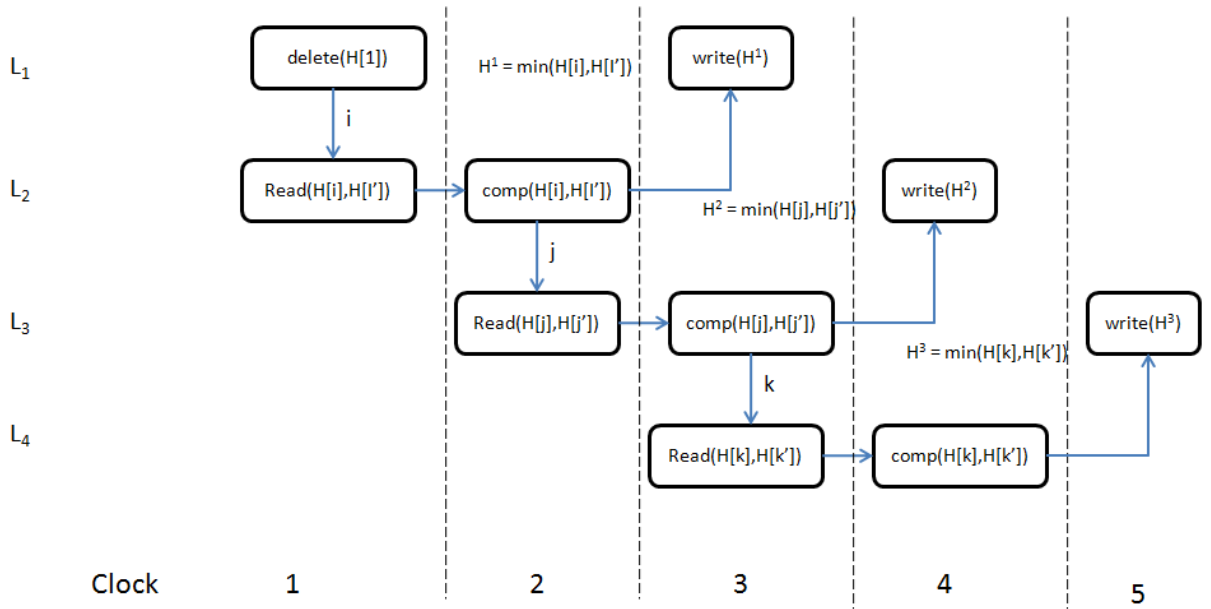 L₁
delete(H[1])
H¹ = min(H[i],H[I’])
write(H¹)
i
L₂
Read(H[i],H[I’])
comp(H[i],H[I’])
H² = min(H[j],H[j’])
write(H²)
j
L₃
Read(H[j],H[j’])
comp(H[j],H[j’])
H³ = min(H[k],H[k’])
write(H³)
k
L₄
Read(H[k],H[k’])
comp(H[k],H[k’])
Clock 1 2 3 4 5